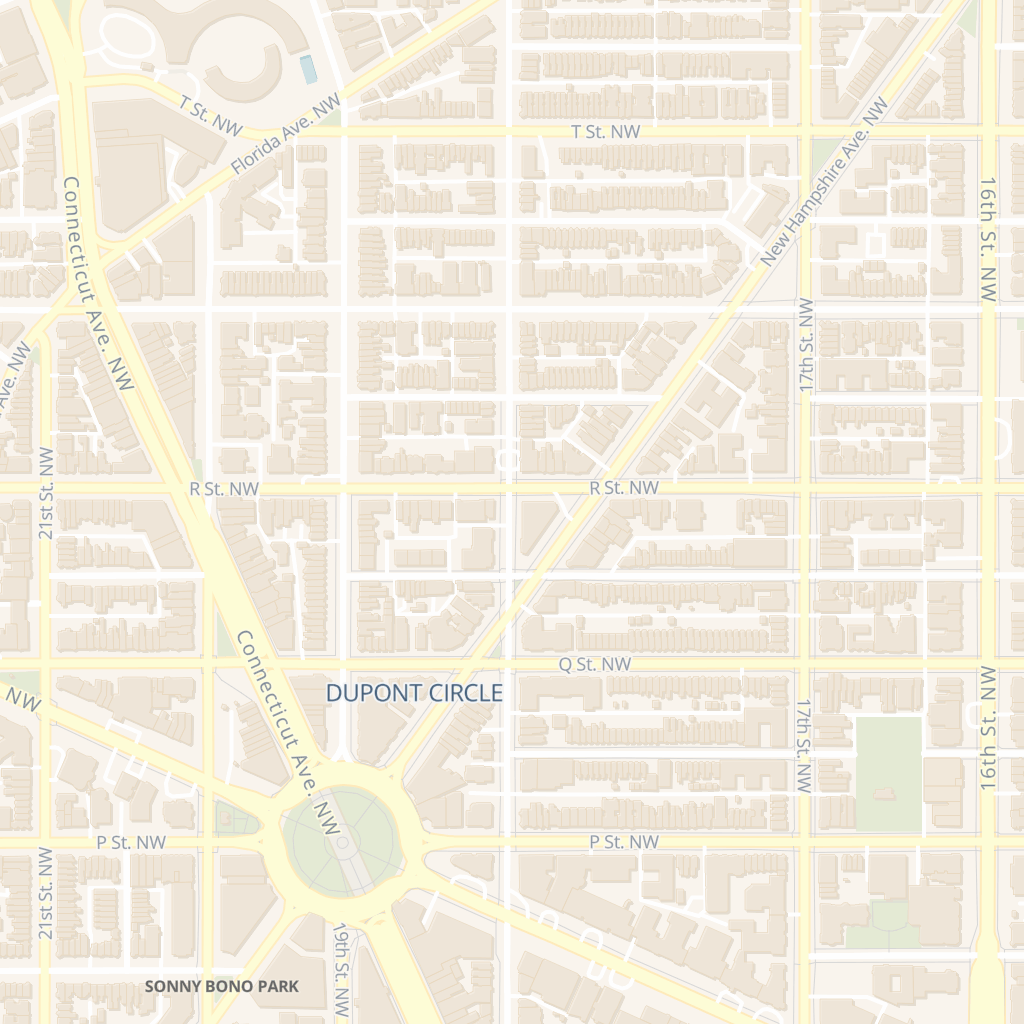 T St. NW
Florida Ave. NW
T St. NW
New Hampshire Ave. NW
Connecticut Ave. NW
16th St. NW
17th St. NW
Ave. NW
21st St. NW
R St. NW
R St. NW
Connecticut Ave. NW
Q St. NW
DUPONT CIRCLE
NW
17th St. NW
16th St. NW
P St. NW
P St. NW
21st St. NW
19th St. NW
SONNY BONO PARK